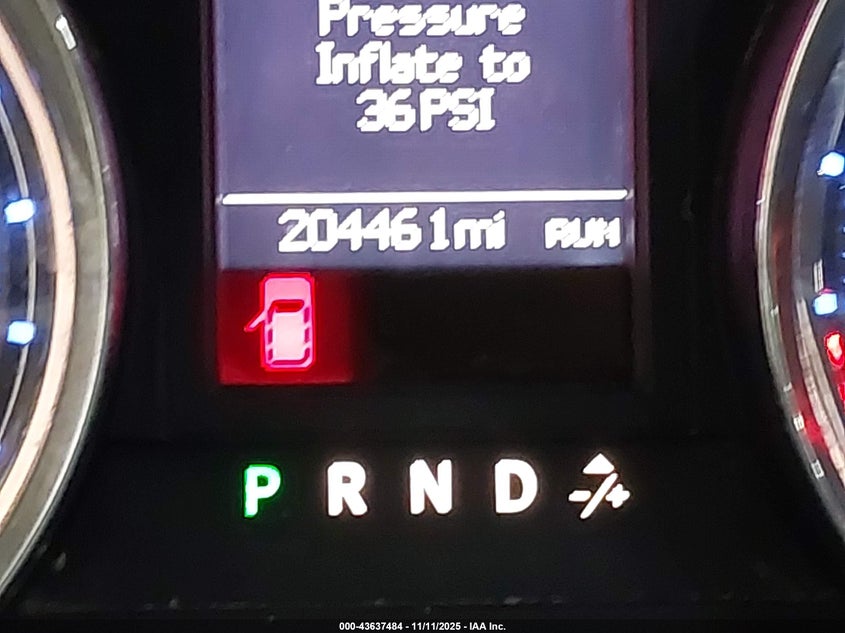 Pressure
Inflate to
36 PSI
204461mi RUN
P R N D -/+
000-43637484 - 11/11/2025 - IAA Inc.